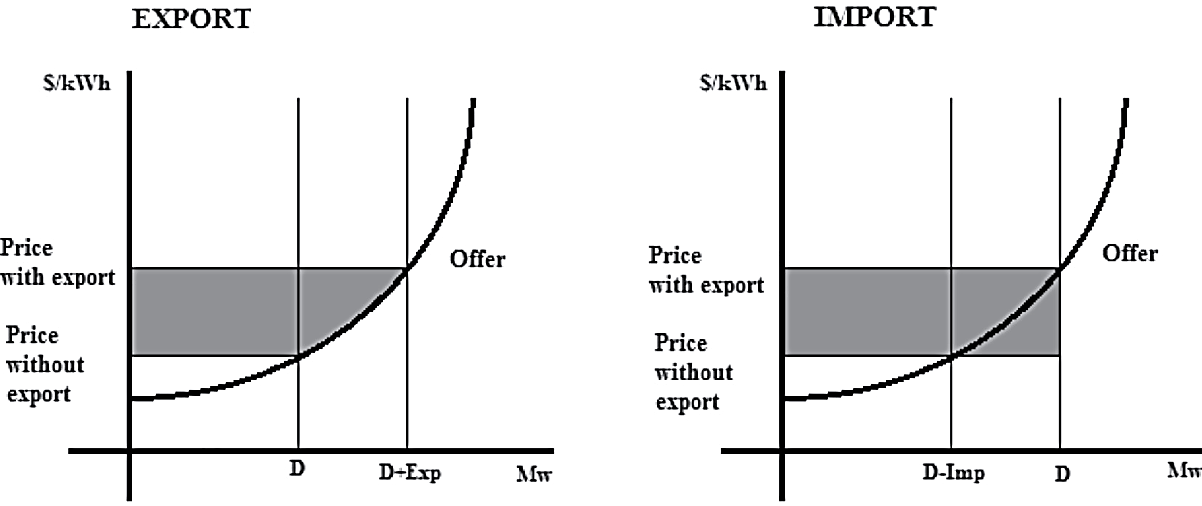 EXPORT
$/kWh
Price
with export
Offer
Price
without
export
D
D+Exp
Mw
IMPORT
$/kWh
Price
with export
Offer
Price
without
export
D-Imp
D
Mw